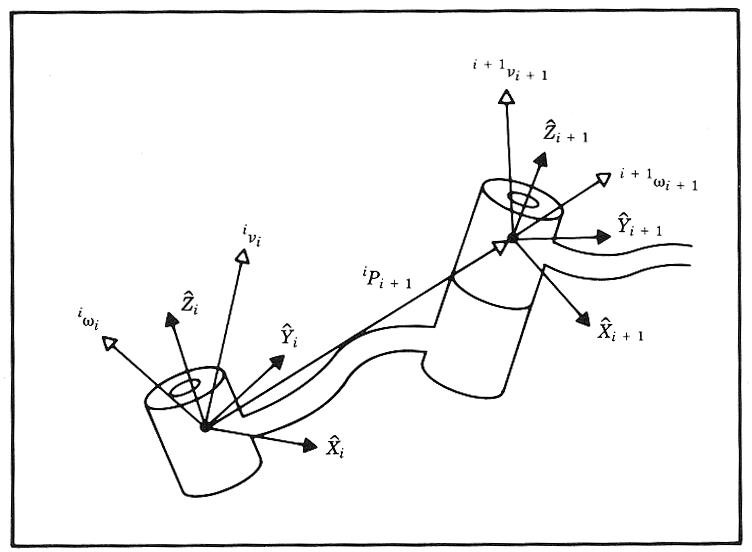 i + 1νi + 1
Ẑi + 1
i + 1ωi + 1
Ŷi + 1
iνi
iPi + 1
Ẑi
iωi
X̂i + 1
Ŷi
X̂i